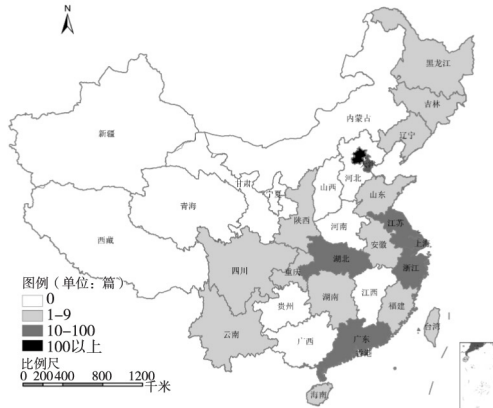 N
黑龙江
吉林
辽宁
内蒙古
新疆
甘肃
宁夏
山西
河北
山东
青海
陕西
河南
江苏
西藏
安徽
上海
四川
重庆
湖北
浙江
湖南
江西
贵州
福建
云南
广西
广东
台湾
香港
海南
图例（单位：篇）
0
1-9
10-100
100以上
比例尺
0 200 400 800 1200
千米